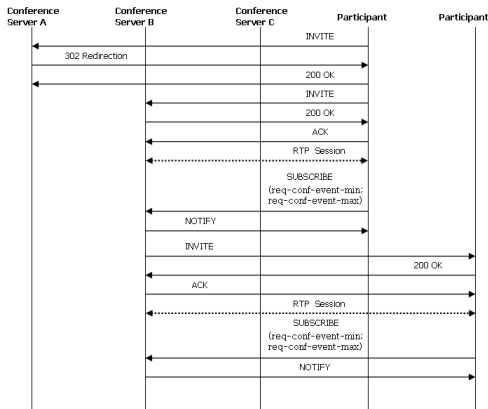 Conference
Server A
Conference
Server B
Conference
Server C
Participant
Participant
INVITE
302 Redirection
200 OK
INVITE
200 OK
ACK
RTP Session
SUBSCRIBE
(req-conf-event-min;
req-conf-event-max)
NOTIFY
INVITE
200 OK
ACK
RTP Session
SUBSCRIBE
(req-conf-event-min;
req-conf-event-max)
NOTIFY